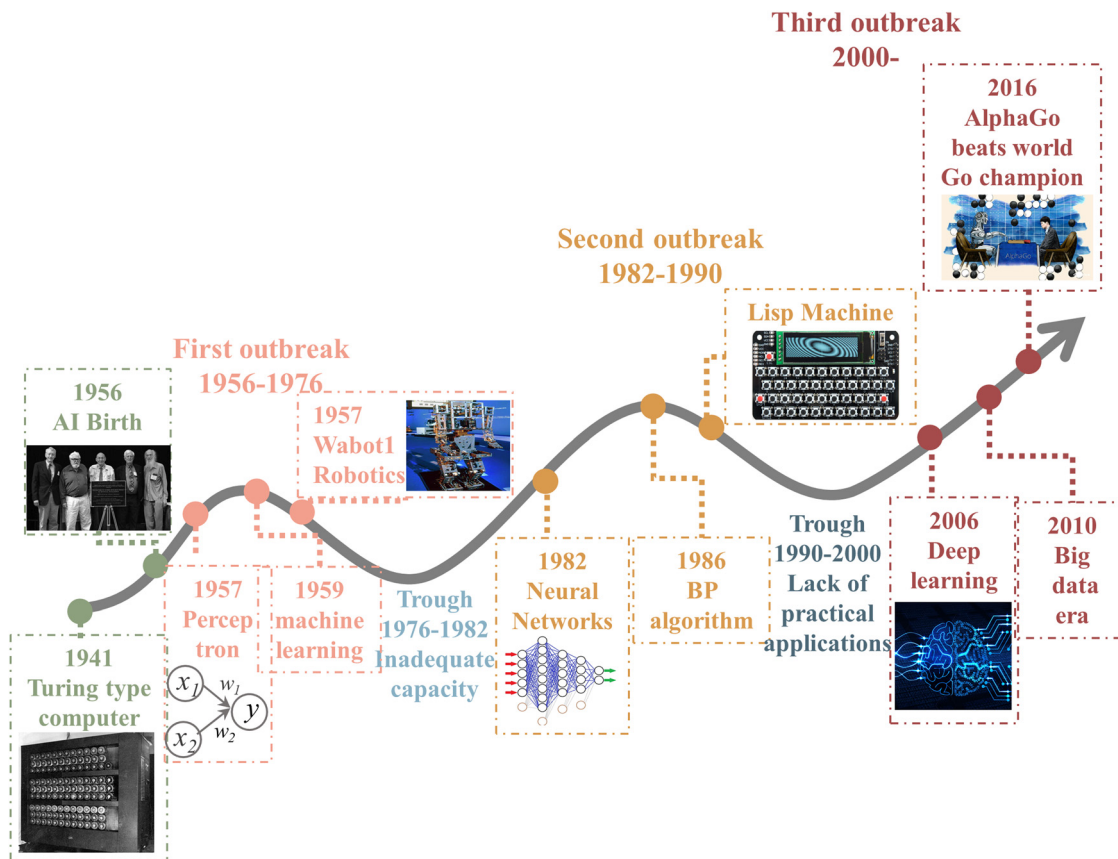 Third outbreak
2000-
2016
AlphaGo
beats world
Go champion
AlphaGo
Second outbreak
1982-1990
Lisp Machine
First outbreak
1956-1976
1956
AI Birth
1957
Wabot1
Robotics
1957
Percep
tron
x1
w1
y
x2
w2
1959
machine
learning
Trough
1976-1982
Inadequate
capacity
1982
Neural
Networks
1986
BP
algorithm
Trough
1990-2000
Lack of
practical
applications
2006
Deep
learning
2010
Big
data
era
1941
Turing type
computer